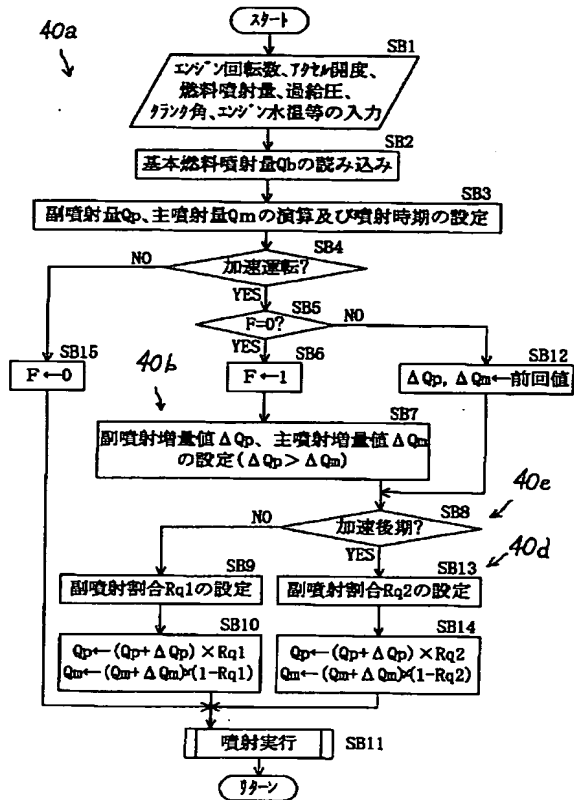 40a
スタート
SB1
エンジン回転数、アクセル開度、
燃料噴射量、過給圧、
クランク角、エンジン水温等の入力
SB2
基本燃料噴射量Qbの読み込み
SB3
副噴射量Qp、主噴射量Qmの演算及び噴射時期の設定
SB4
加速運転?
NO
YES
SB5
F=0?
NO
YES
SB15
F←0
40b
SB6
F←1
SB12
ΔQp,ΔQm←前回値
SB7
副噴射増量値ΔQp、主噴射増量値ΔQm
の設定(ΔQp>ΔQm)
40e
SB8
加速後期?
NO
YES
40d
SB9
副噴射割合Rq1の設定
SB13
副噴射割合Rq2の設定
SB10
Qp←(Qp+ΔQp)×Rq1
Qm←(Qm+ΔQm)×(1-Rq1)
SB14
Qp←(Qp+ΔQp)×Rq2
Qm←(Qm+ΔQm)×(1-Rq2)
噴射実行
SB11
リターン